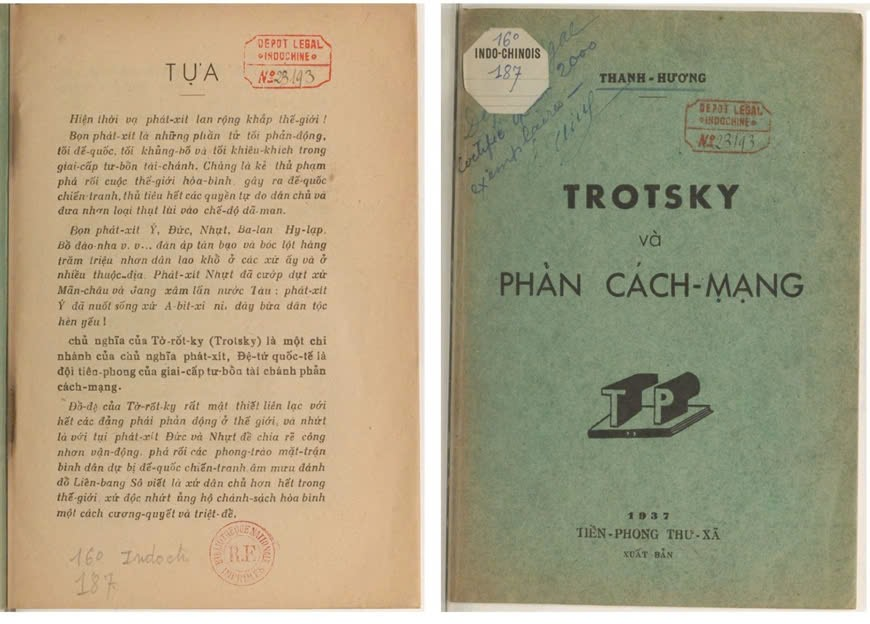 TỰA
DEPOT LEGAL
INDOCHINE
Nº23193
Hiện thời vạ phát-xít lan rộng khắp thế-giới !
Bọn phát-xít là những phần tử tối phản-động,
tối đế-quốc, tối khủng-bố và tối khiêu-khích trong
giai-cấp tư-bổn tài-chánh. Chàng là kẻ thủ phạm
phá rối cuộc thế-giới hòa-bình, gây ra đế-quốc
chiến-tranh, thủ tiêu hết các quyền tự do dân chủ và
đưa nhơn loại thụt lùi vào chế-độ dã-man.
Bọn phát-xít Ý, Đức, Nhựt, Ba-lan Hy-lạp.
Bồ đào-nha v. v... đàn áp tàn bạo và bóc lột hàng
trăm triệu nhơn dân lao khổ ở các xứ ấy và ở
nhiều thuộc-địa. Phát-xít Nhựt đã cướp dựt xứ
Mãn-châu và đang xâm lấn nước Tàu : phát-xít
Ý đã nuốt sống xứ A-bít-xi ni, đày bừa dân tộc
hèn yếu !
chủ nghĩa của Tờ-rốt-ky (Trotsky) là một chi
nhánh của chủ nghĩa phát-xít, Đệ-tứ quốc-tế là
đội tiên-phong của giai-cấp tư-bổn tài chánh phản
cách-mạng.
Đồ-đệ của Tờ-rốt-ky rất mật thiết liên lạc với
hết các đảng phái phản động ở thế giới, và nhứt
là với tụi phát-xít Đức và Nhựt để chia rẽ công
nhơn vận-động, phá rối các phong-trào mặt-trận
bình dân dự bị đế-quốc chiến-tranh, âm mưu đánh
đổ Liên-bang Sô viết là xứ dân chủ hơn hết trong
thế-giới, xứ độc nhứt ủng hộ chánh-sách hòa bình
một cách cương-quyết và triệt-để.
16º Indoch
187
BIBLIOTHEQUE NATIONALE
R.F.
IMPRIMES
16º
INDO-CHINOIS
187
2000
exemplaires
THANH-HƯƠNG
DEPOT LEGAL
INDOCHINE
Nº23193
TROTSKY
và
PHẢN CÁCH-MẠNG
TP
1937
TIỀN-PHONG THƯ-XÃ
XUẤT BẢN